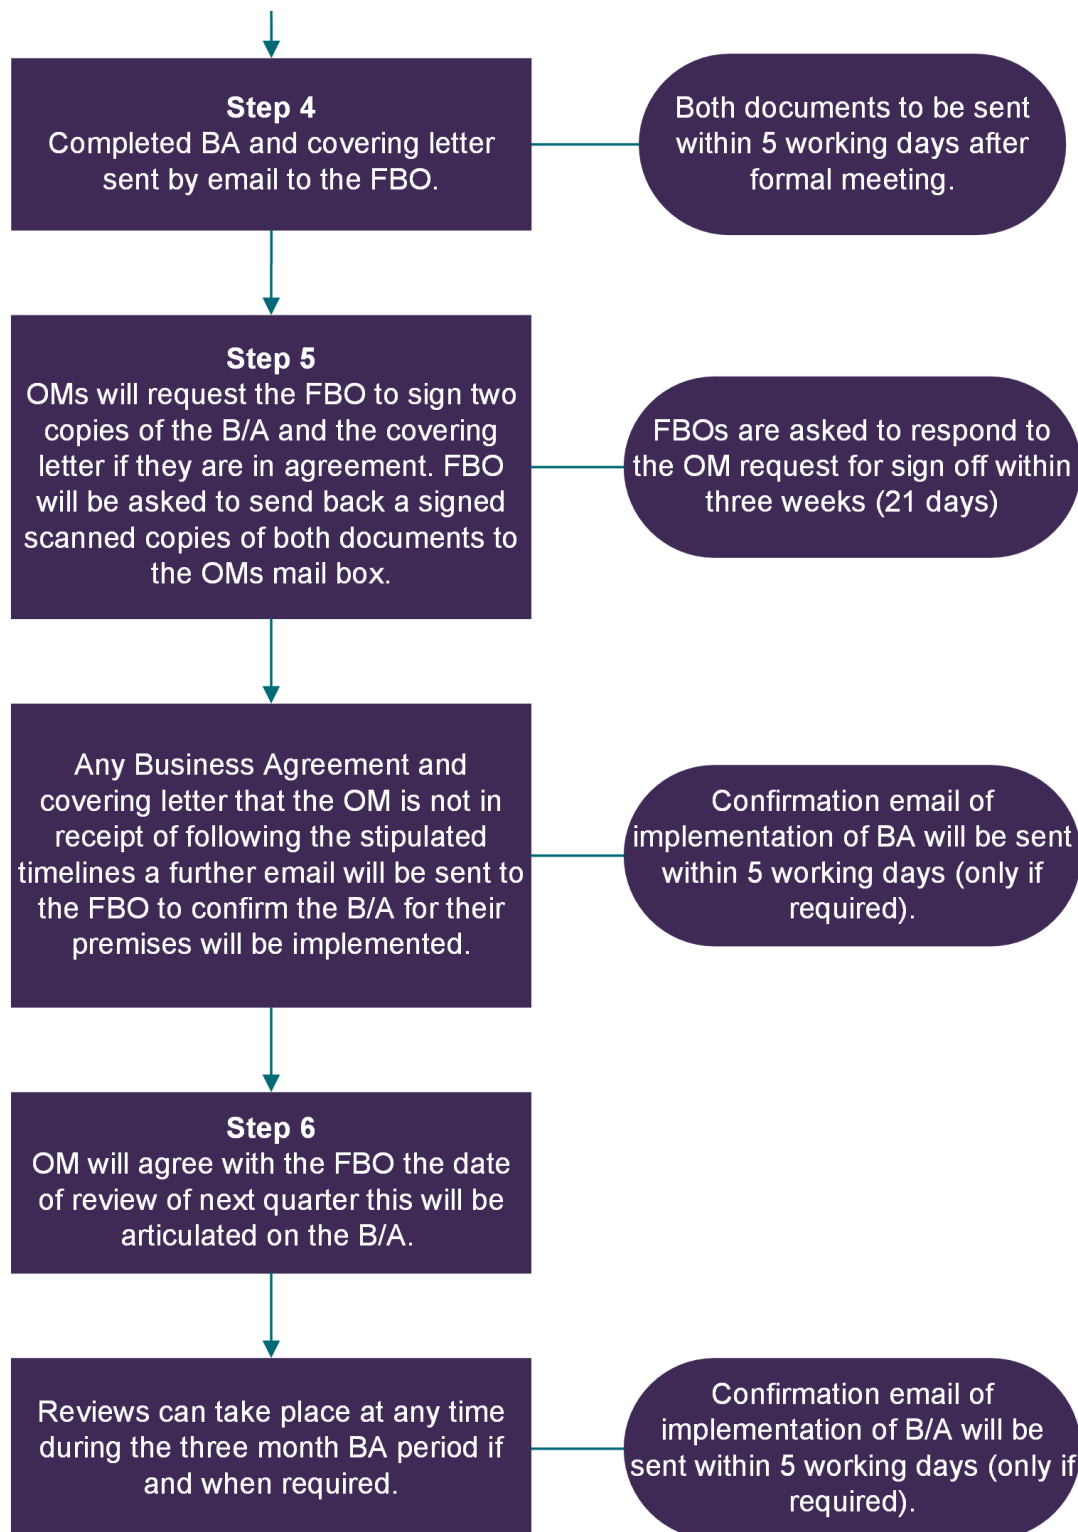 Step 4
Completed BA and covering letter
sent by email to the FBO.
Both documents to be sent
within 5 working days after
formal meeting.
Step 5
OMs will request the FBO to sign two
copies of the B/A and the covering
letter if they are in agreement. FBO
will be asked to send back a signed
scanned copies of both documents to
the OMs mail box.
FBOs are asked to respond to
the OM request for sign off within
three weeks (21 days)
Any Business Agreement and
covering letter that the OM is not in
receipt of following the stipulated
timelines a further email will be sent to
the FBO to confirm the B/A for their
premises will be implemented.
Confirmation email of
implementation of BA will be sent
within 5 working days (only if
required).
Step 6
OM will agree with the FBO the date
of review of next quarter this will be
articulated on the B/A.
Reviews can take place at any time
during the three month BA period if
and when required.
Confirmation email of
implementation of B/A will be
sent within 5 working days (only if
required).